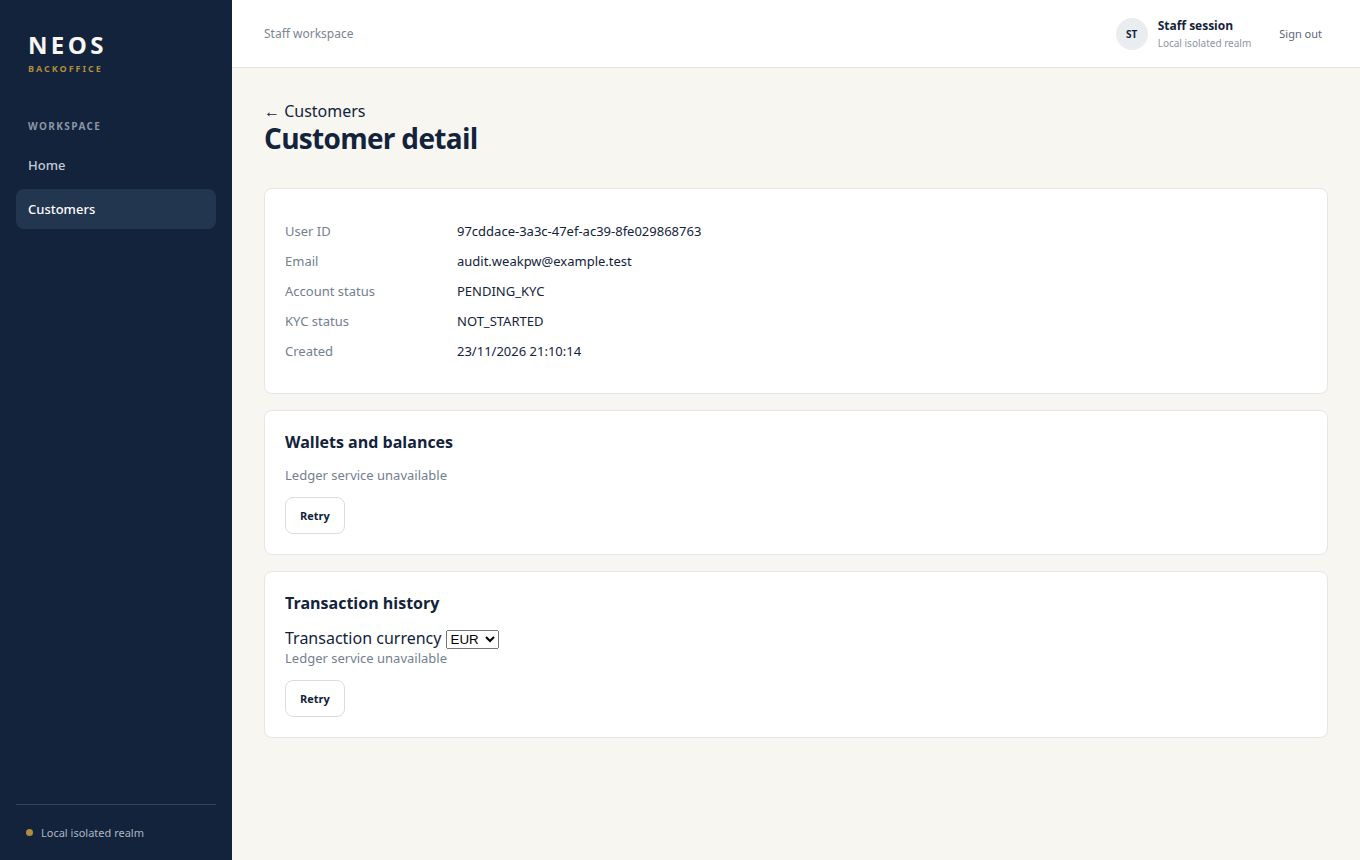 NEOS
BACKOFFICE
WORKSPACE
Home
Customers
Local isolated realm
Staff workspace
ST
Staff session
Local isolated realm
Sign out
← Customers
Customer detail
User ID 97cddace-3a3c-47ef-ac39-8fe029868763
Email audit.weakpw@example.test
Account status PENDING_KYC
KYC status NOT_STARTED
Created 23/11/2026 21:10:14
Wallets and balances
Ledger service unavailable
Retry
Transaction history
Transaction currency EUR
Ledger service unavailable
Retry